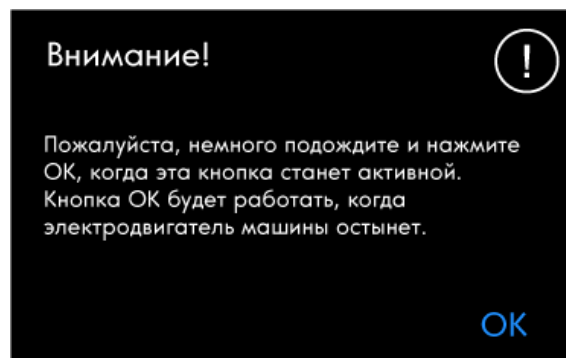 Внимание!
!
Пожалуйста, немного подождите и нажмите
ОК, когда эта кнопка станет активной.
Кнопка ОК будет работать, когда
электродвигатель машины остынет.
ОК